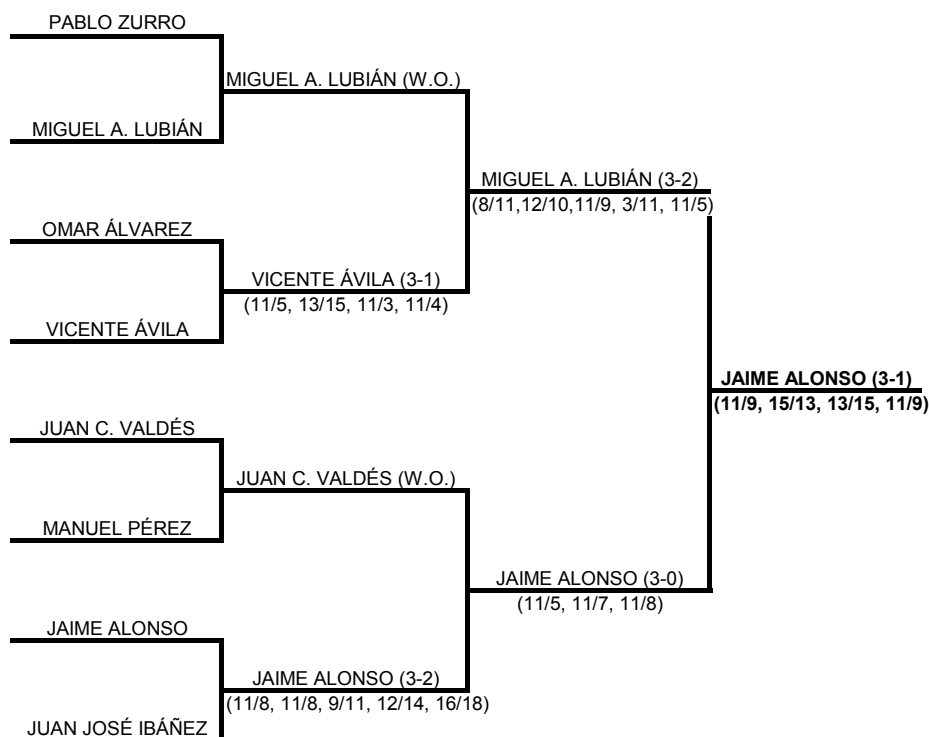 PABLO ZURRO
MIGUEL A. LUBIÁN (W.O.)
MIGUEL A. LUBIÁN
MIGUEL A. LUBIÁN (3-2)
(8/11,12/10,11/9, 3/11, 11/5)
OMAR ÁLVAREZ
VICENTE ÁVILA (3-1)
(11/5, 13/15, 11/3, 11/4)
VICENTE ÁVILA
JAIME ALONSO (3-1)
(11/9, 15/13, 13/15, 11/9)
JUAN C. VALDÉS
JUAN C. VALDÉS (W.O.)
MANUEL PÉREZ
JAIME ALONSO (3-0)
(11/5, 11/7, 11/8)
JAIME ALONSO
JAIME ALONSO (3-2)
(11/8, 11/8, 9/11, 12/14, 16/18)
JUAN JOSÉ IBÁÑEZ